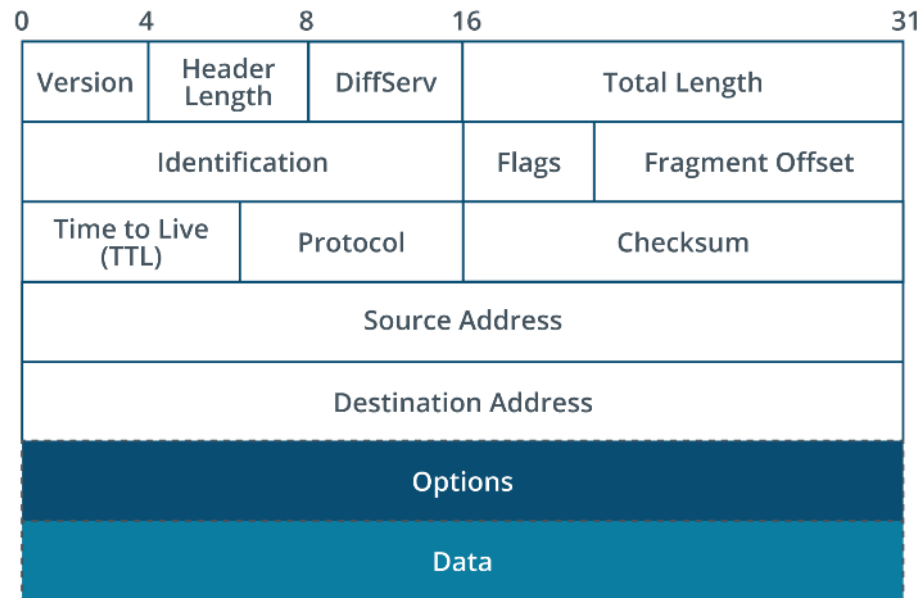 0 4 8 16 31
Version Header Length DiffServ Total Length
Identification Flags Fragment Offset
Time to Live (TTL) Protocol Checksum
Source Address
Destination Address
Options
Data